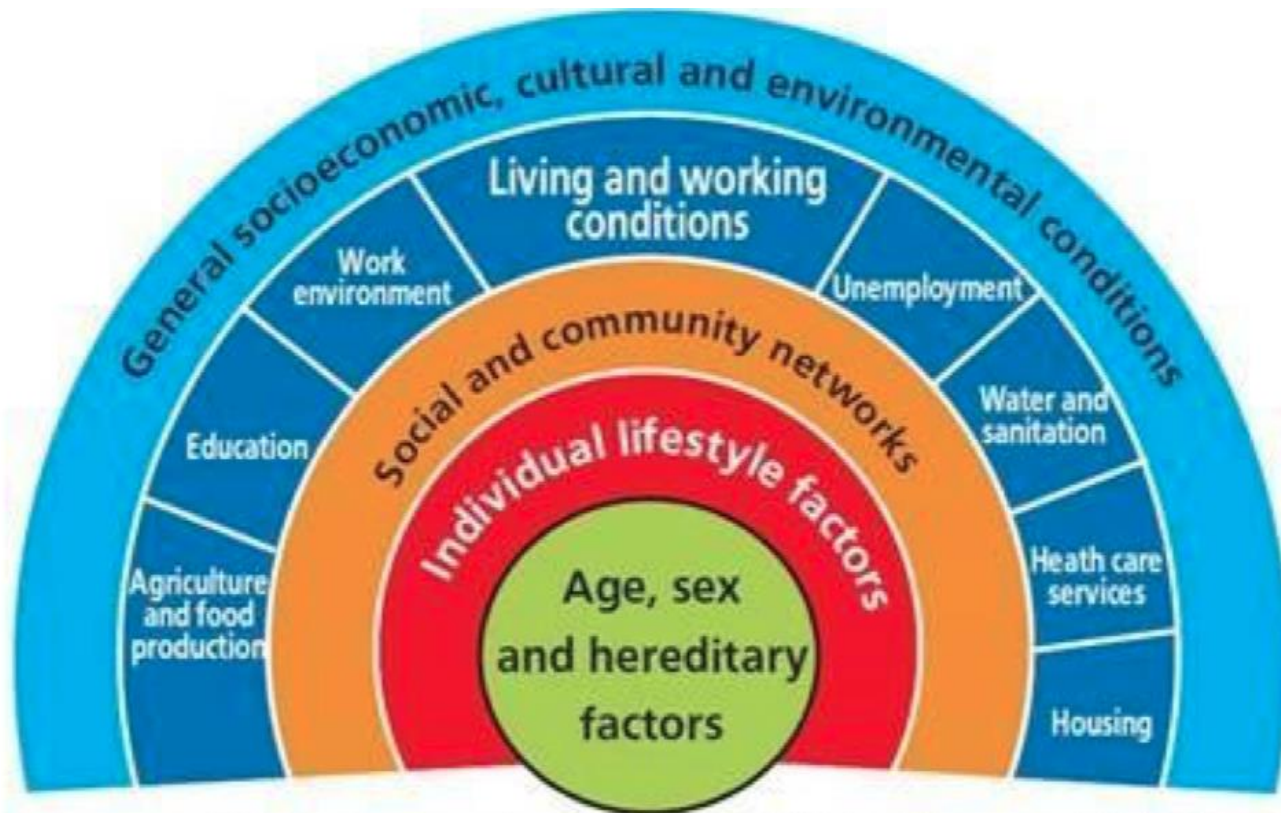 General socioeconomic, cultural and environmental conditions
Living and working
conditions
Work
environment
Unemployment
Education
Water and
sanitation
Agriculture
and food
production
Heath care
services
Housing
Social and community networks
Individual lifestyle factors
Age, sex
and hereditary
factors